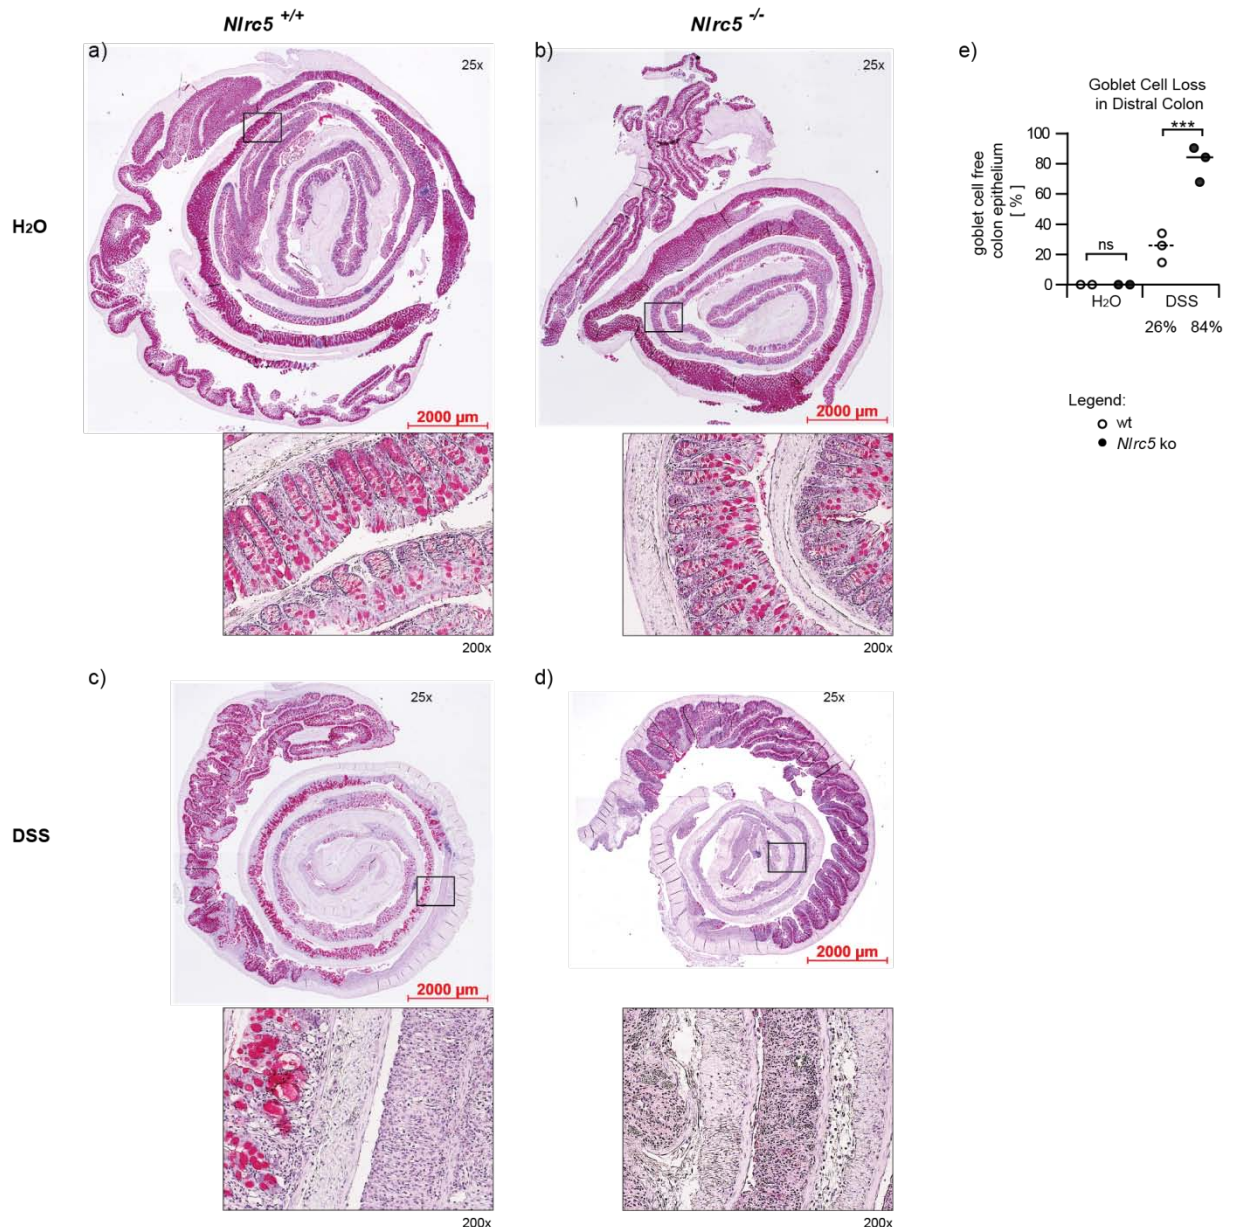 Nlrc5 +/+
Nlrc5 -/-
a)
25x
b)
25x
e)
Goblet Cell Loss
in Distral Colon
***
100
80
60
40
20
0
goblet cell free
colon epithelium
[ % ]
ns
H2O
DSS
26%
84%
Legend:
wt
Nlrc5 ko
H2O
2000 µm
2000 µm
200x
200x
c)
25x
d)
25x
DSS
2000 µm
2000 µm
200x
200x